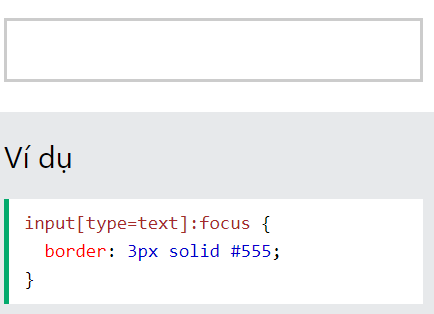 Ví dụ
input[type=text]:focus {
  border: 3px solid #555;
}